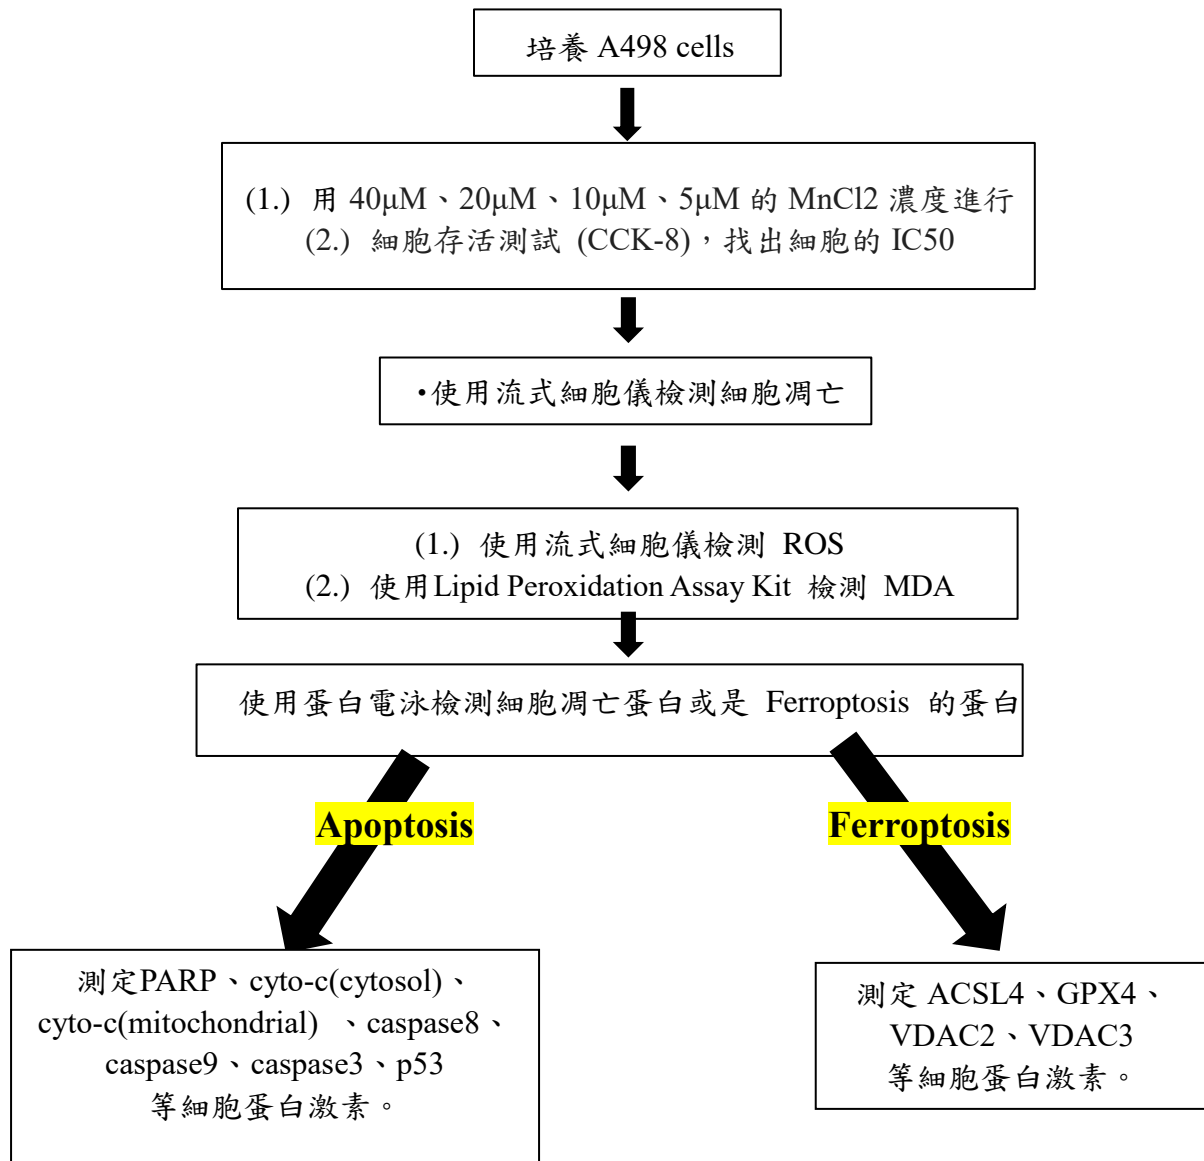 培養 A498 cells
(1.) 用 40μM、20μM、10μM、5μM 的 MnCl2 濃度進行
(2.) 細胞存活測試 (CCK-8)，找出細胞的 IC50
•使用流式細胞儀檢測細胞凋亡
(1.) 使用流式細胞儀檢測 ROS
(2.) 使用Lipid Peroxidation Assay Kit 檢測 MDA
使用蛋白電泳檢測細胞凋亡蛋白或是 Ferroptosis 的蛋白
Apoptosis
Ferroptosis
測定PARP、cyto-c(cytosol)、
cyto-c(mitochondrial) 、caspase8、
caspase9、caspase3、p53
等細胞蛋白激素。
測定 ACSL4、GPX4、
VDAC2、VDAC3
等細胞蛋白激素。